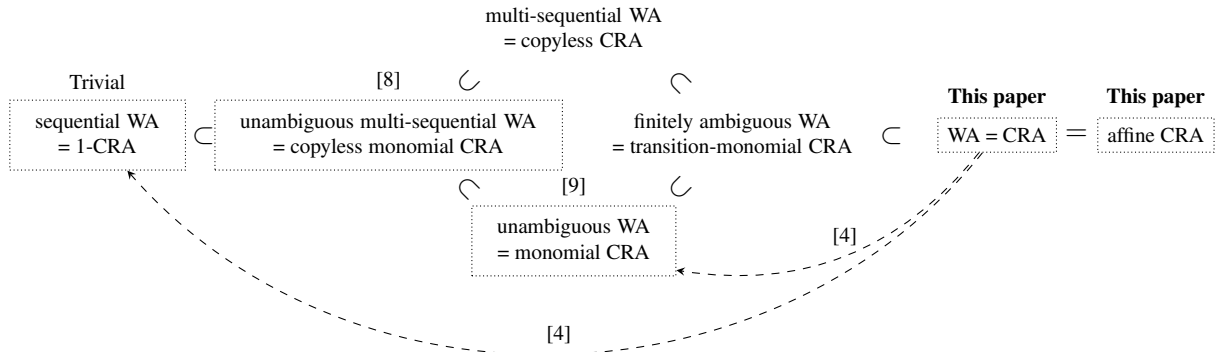 multi-sequential WA
= copyless CRA
Trivial
[8]
⊂
⊂
This paper
This paper
sequential WA
= 1-CRA
⊂
unambiguous multi-sequential WA
= copyless monomial CRA
finitely ambiguous WA
= transition-monomial CRA
⊂
WA = CRA
=
affine CRA
⊂
[9]
⊂
unambiguous WA
= monomial CRA
[4]
[4]